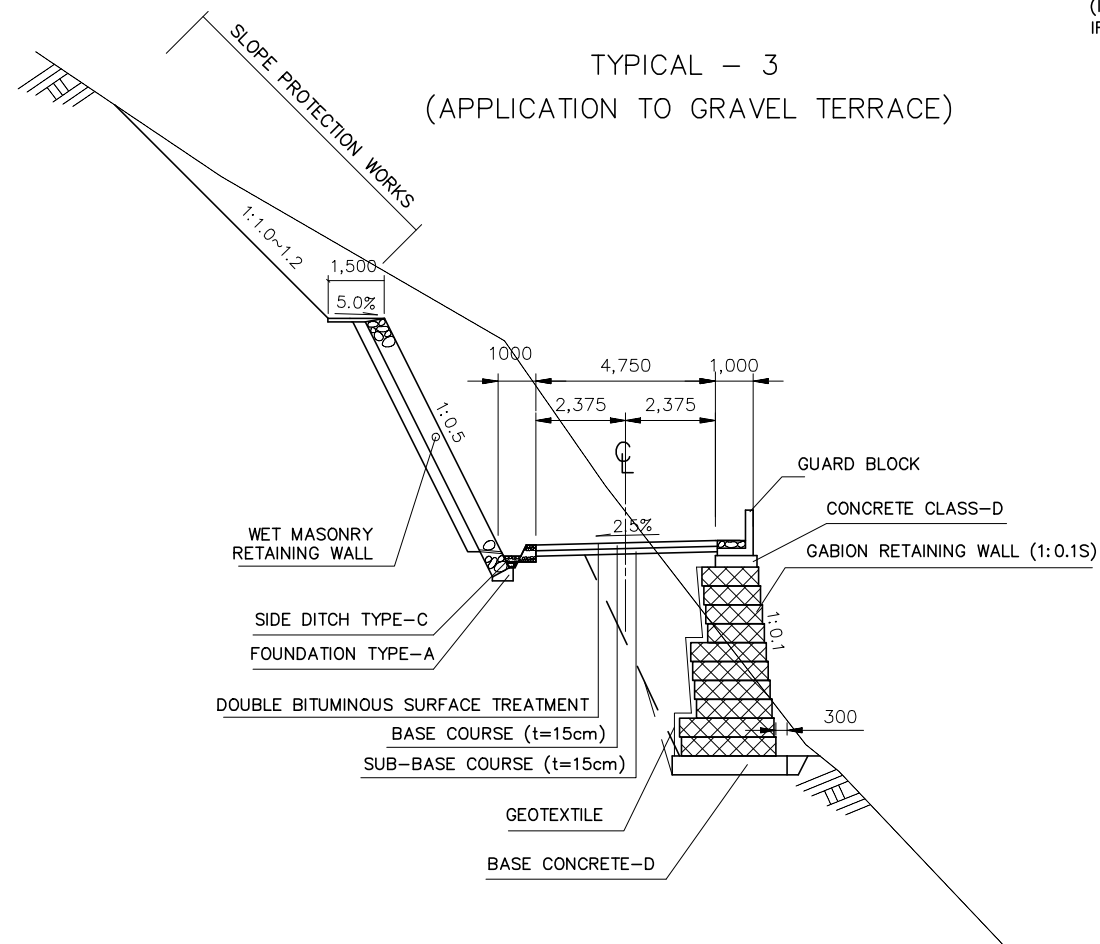 TYPICAL - 3
(APPLICATION TO GRAVEL TERRACE)
SLOPE PROTECTION WORKS
1:1.0~1.2
1,500
5.0%
1:0.5
1000
4,750
1,000
2,375
2,375
CL
2.5%
GUARD BLOCK
CONCRETE CLASS-D
GABION RETAINING WALL (1:0.1S)
1:0.1
WET MASONRY
RETAINING WALL
SIDE DITCH TYPE-C
FOUNDATION TYPE-A
DOUBLE BITUMINOUS SURFACE TREATMENT
BASE COURSE (t=15cm)
SUB-BASE COURSE (t=15cm)
300
GEOTEXTILE
BASE CONCRETE-D